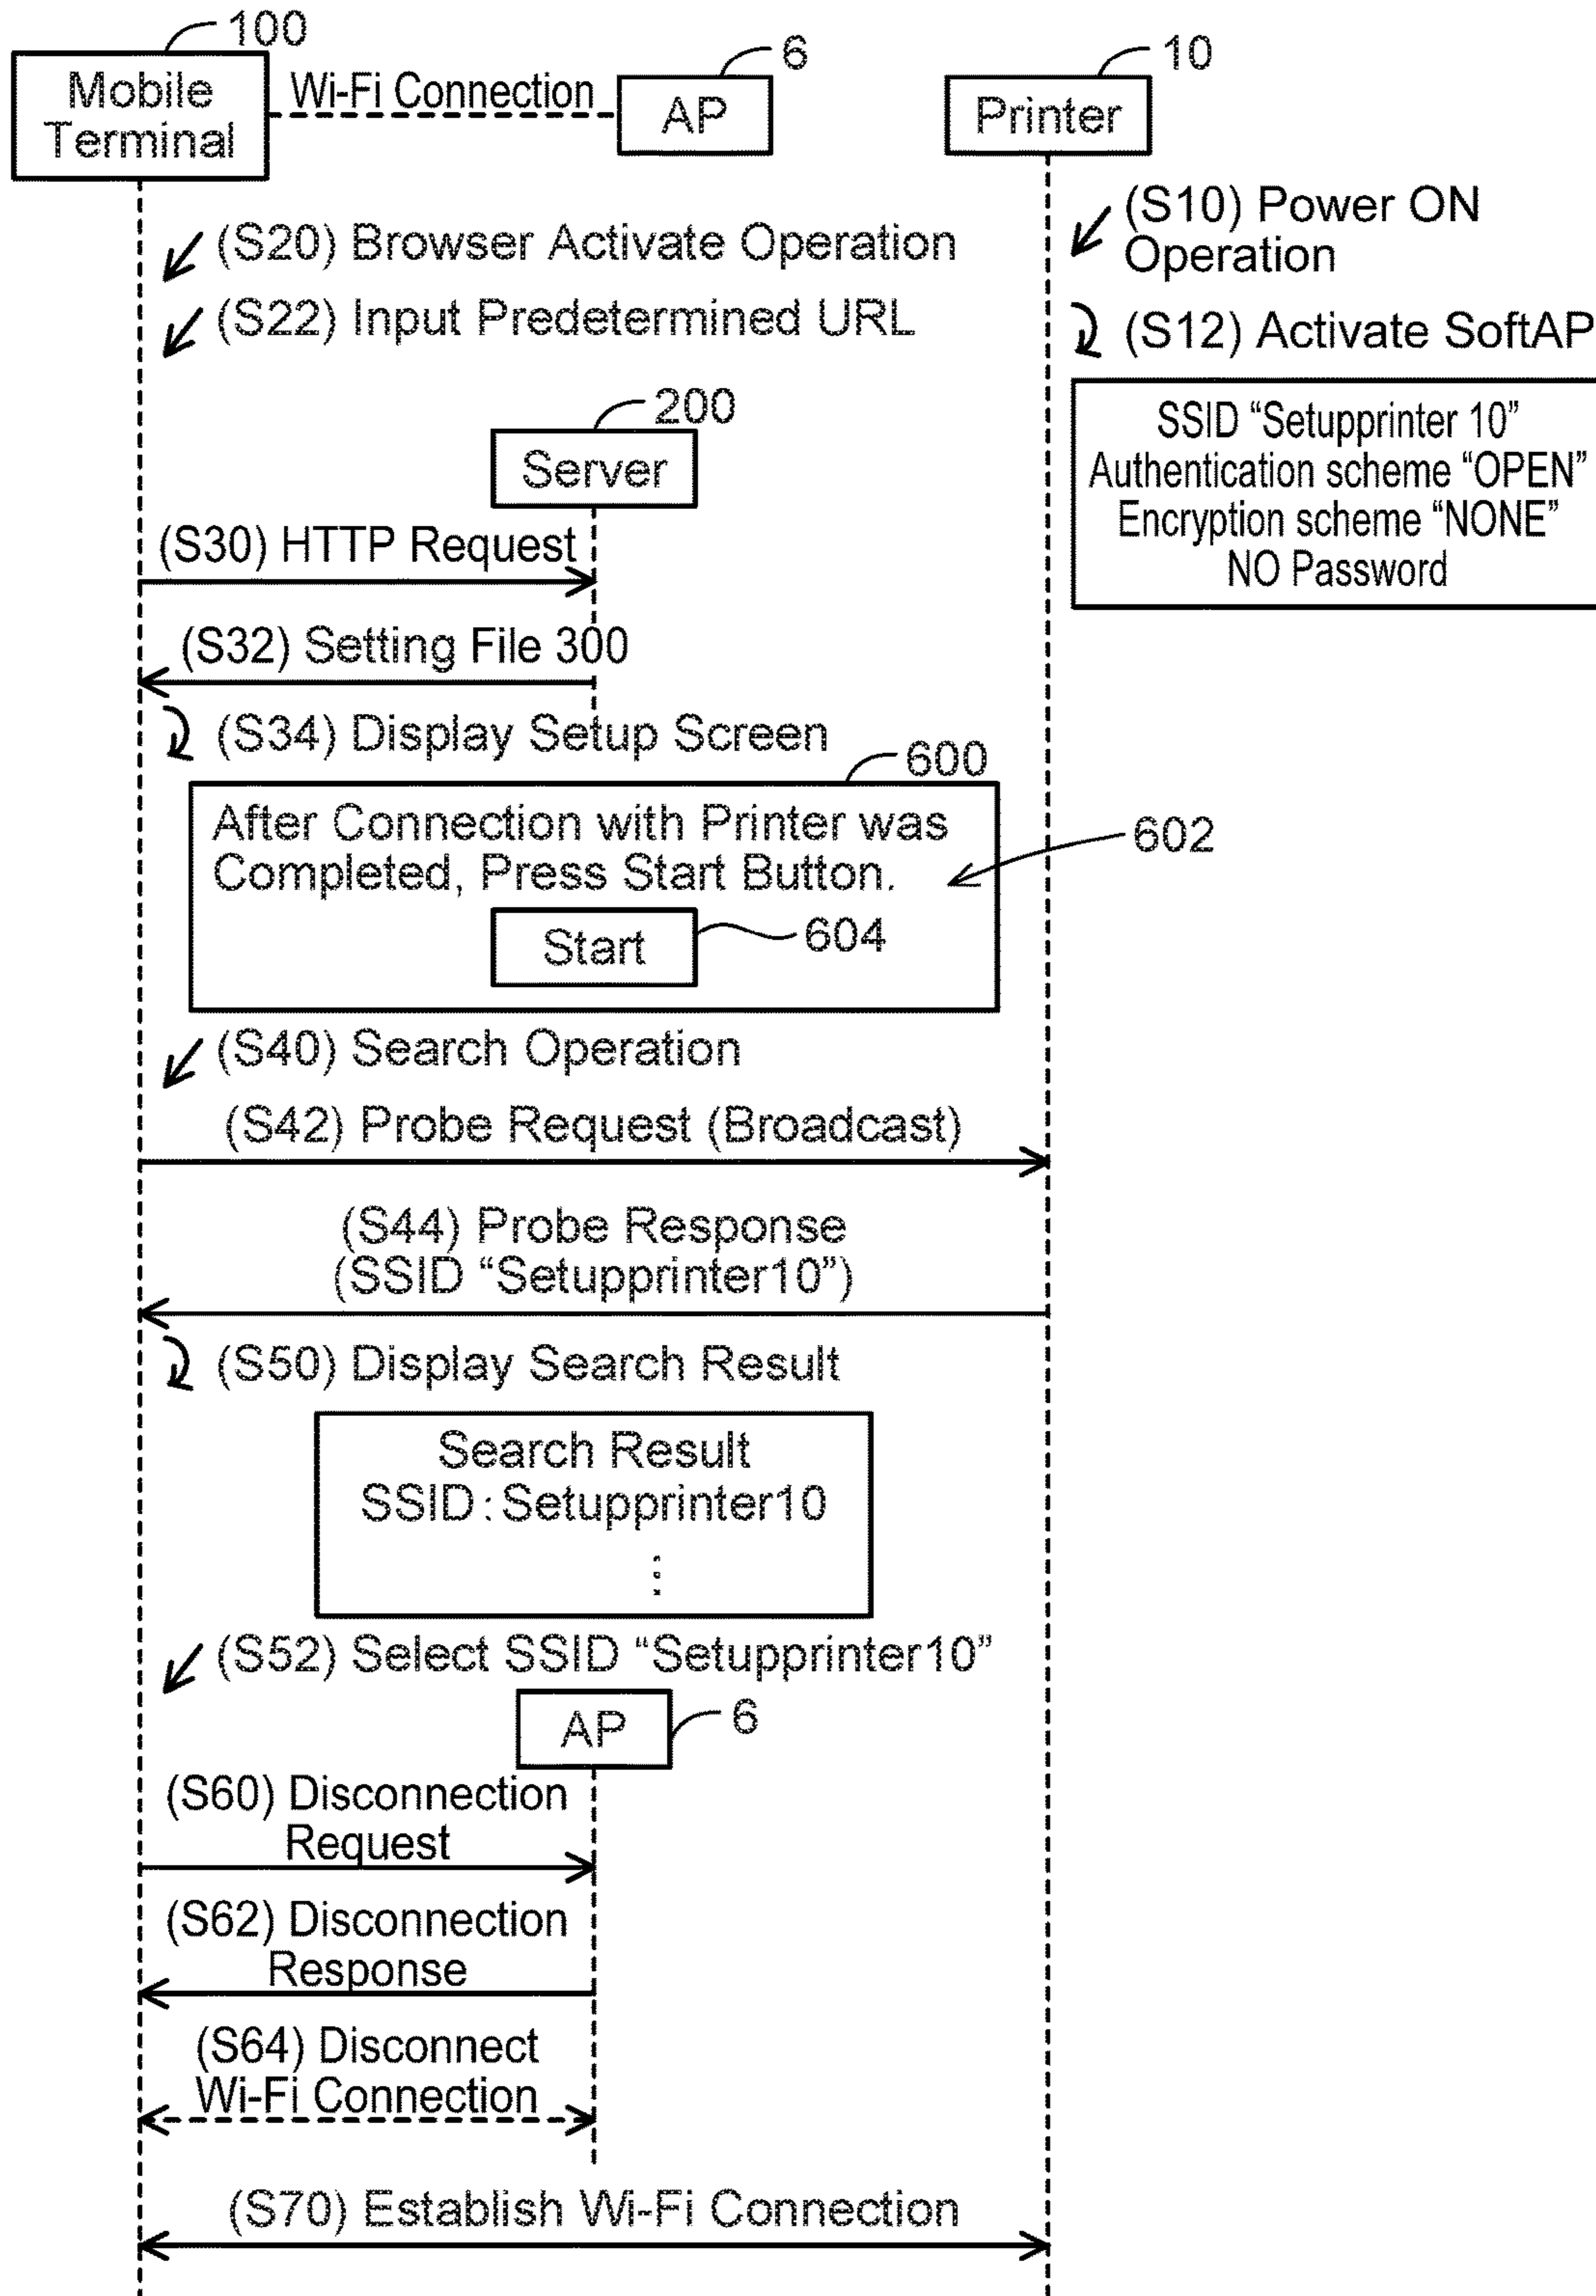 100
Mobile
Terminal
Wi-Fi Connection
6
AP
10
Printer
(S10) Power ON
Operation
(S20) Browser Activate Operation
(S22) Input Predetermined URL
(S12) Activate SoftAP
SSID “Setupprinter 10”
Authentication scheme “OPEN”
Encryption scheme “NONE”
NO Password
200
Server
(S30) HTTP Request
(S32) Setting File 300
(S34) Display Setup Screen
600
After Connection with Printer was
Completed, Press Start Button.
602
Start
604
(S40) Search Operation
(S42) Probe Request (Broadcast)
(S44) Probe Response
(SSID “Setupprinter10”)
(S50) Display Search Result
Search Result
SSID : Setupprinter10
⋮
(S52) Select SSID “Setupprinter10”
AP
6
(S60) Disconnection
Request
(S62) Disconnection
Response
(S64) Disconnect
Wi-Fi Connection
(S70) Establish Wi-Fi Connection